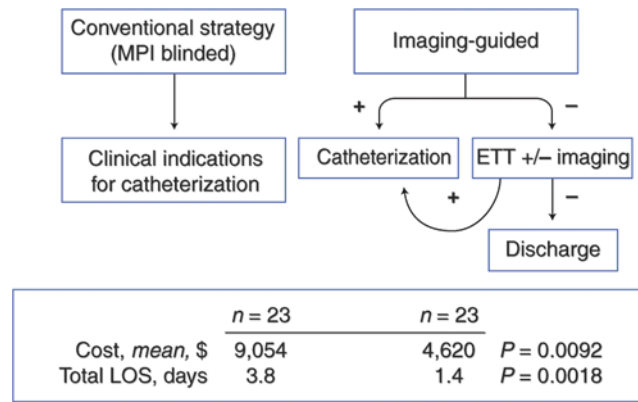 Conventional strategy
(MPI blinded)
Imaging-guided
+
–
Clinical indications
for catheterization
Catheterization
ETT +/– imaging
+
–
Discharge
n = 23 n = 23
Cost, mean, $ 9,054 4,620 P = 0.0092
Total LOS, days 3.8 1.4 P = 0.0018